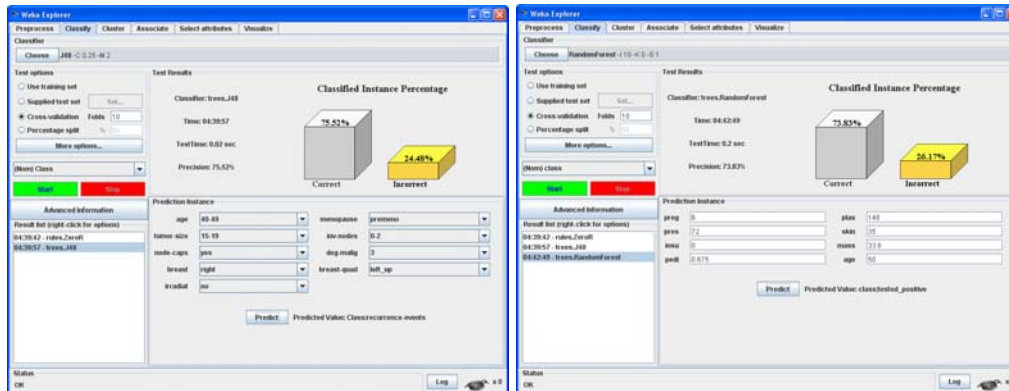 Weka Explorer
Preprocess Classify Cluster Associate Select attributes Visualize
Classifier
Choose J48 -C 0.25 -M 2
Test options
Use training set
Supplied test set Set...
Cross-validation Folds 10
Percentage split %
More options...
(Nom) Class
Start Stop
Advanced Information
Result list (right-click for options)
04:39:42 - rules.ZeroR
04:39:57 - trees.J48
Test Results
Classifier: trees.J48
Time: 04:39:57
TestTime: 0.02 sec
Precision: 75.52%
Classified Instance Percentage
75.52%
24.48%
Correct Incorrect
Prediction Instance
age 40-49 menopause premeno
tumor-size 15-19 inv-nodes 0-2
node-caps yes deg-malig 3
breast right breast-quad left_up
irradiat no
Predict Predicted Value: Class:recurrence-events
Status
OK
Log x 0
Weka Explorer
Preprocess Classify Cluster Associate Select attributes Visualize
Classifier
Choose RandomForest -I 10 -K 0 -S 1
Test options
Use training set
Supplied test set Set...
Cross-validation Folds 10
Percentage split %
More options...
(Nom) class
Start Stop
Advanced Information
Result list (right-click for options)
04:39:42 - rules.ZeroR
04:39:57 - trees.J48
04:42:49 - trees.RandomForest
Test Results
Classifier: trees.RandomForest
Time: 04:42:49
TestTime: 0.2 sec
Precision: 73.83%
Classified Instance Percentage
73.83%
26.17%
Correct Incorrect
Prediction Instance
preg 6 plas 148
pres 72 skin 35
insu 0 mass 33.6
pedi 0.675 age 50
Predict Predicted Value: class:tested_positive
Status
OK
Log x